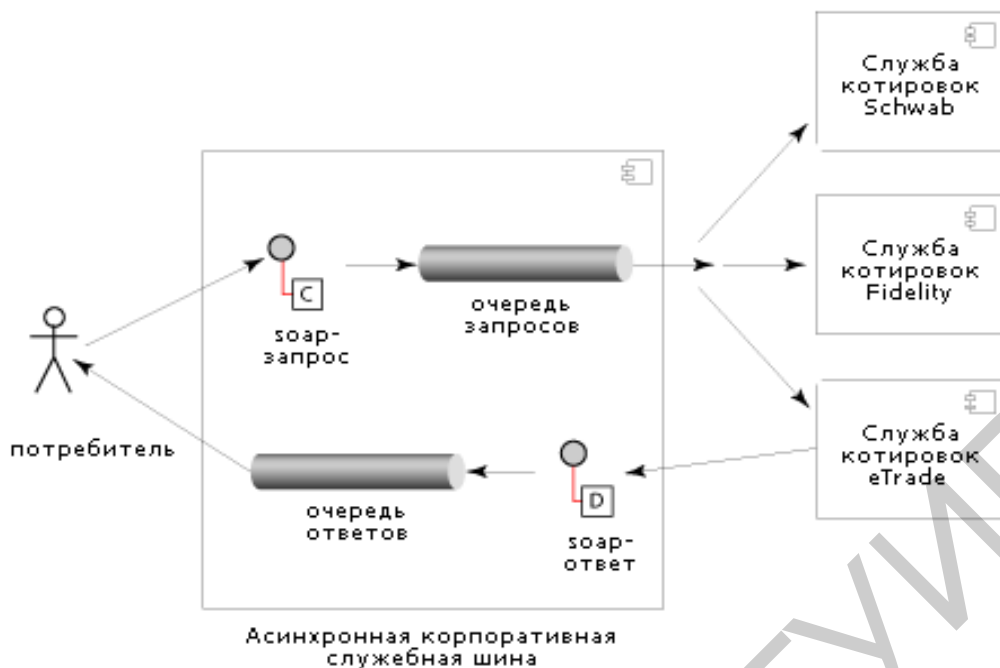 Служба
котировок
Schwab
Служба
котировок
Fidelity
Служба
котировок
eTrade
C
soap-
запрос
очередь
запросов
потребитель
очередь
ответов
D
soap-
ответ
Асинхронная корпоративная
служебная шина